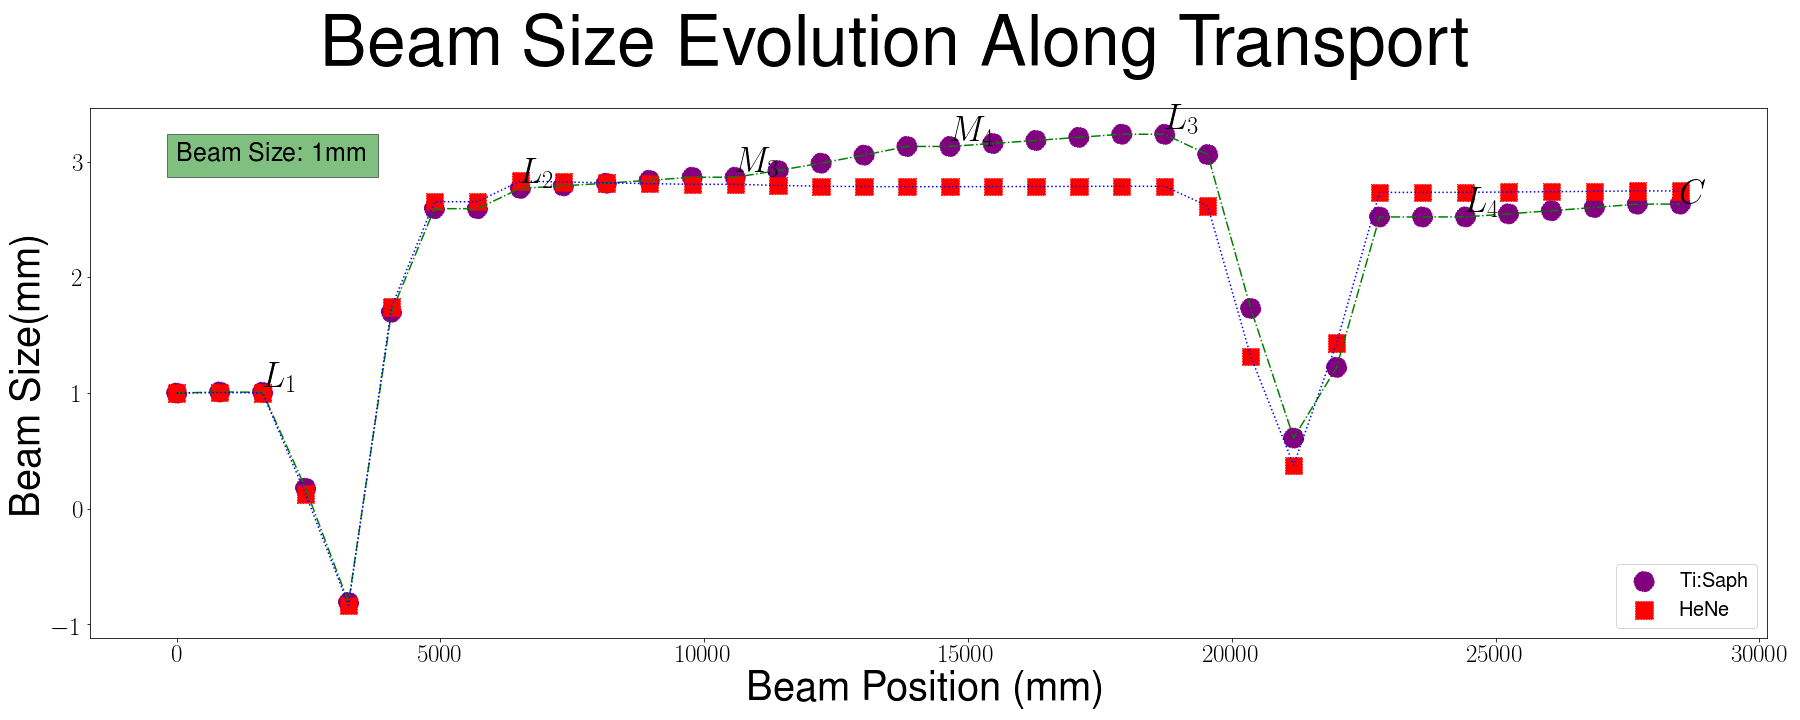 Beam Size Evolution Along Transport
Beam Size: 1mm
L1
L2
M3
M4
L3
L4
C
3
2
1
0
−1
Beam Size(mm)
0 5000 10000 15000 20000 25000 30000
Beam Position (mm)
Ti:Saph
HeNe